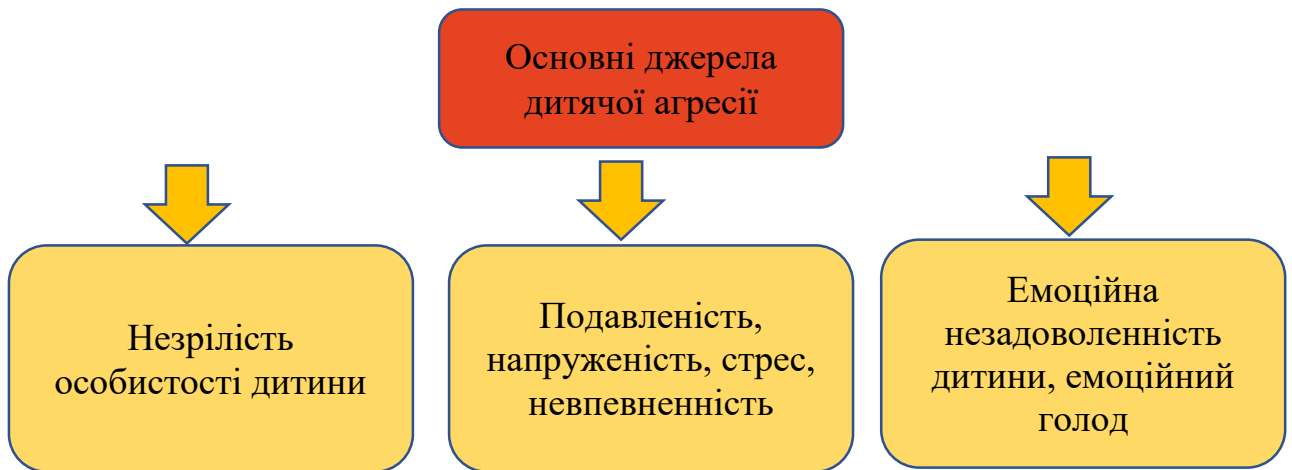 Основні джерела
дитячої агресії
Незрілість
особистості дитини
Подавленість,
напруженість, стрес,
невпевненність
Емоційна
незадоволенність
дитини, емоційний
голод